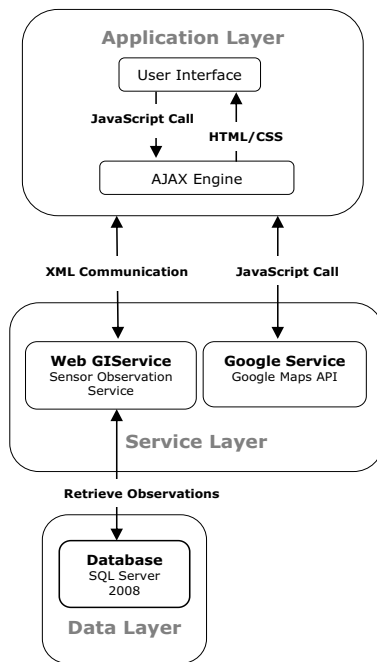 Application Layer
User Interface
JavaScript Call
HTML/CSS
AJAX Engine
XML Communication
JavaScript Call
Web GIService
Sensor Observation
Service
Google Service
Google Maps API
Service Layer
Retrieve Observations
Database
SQL Server
2008
Data Layer